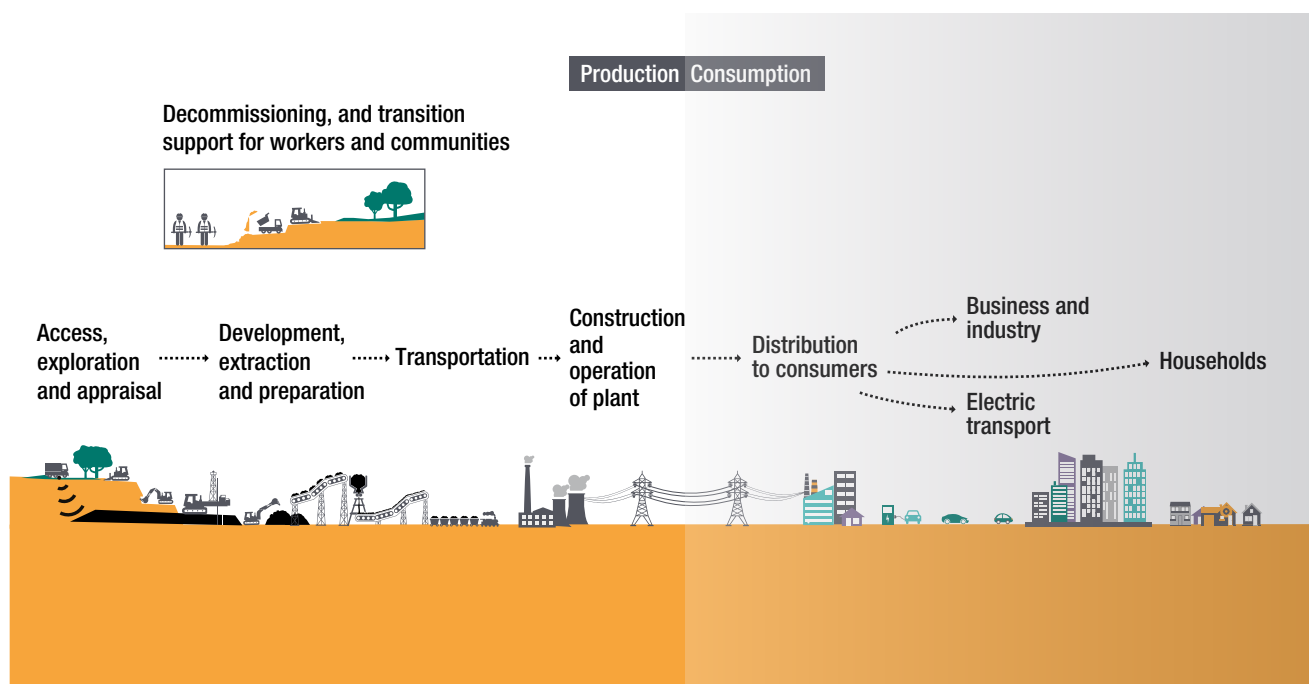 Production Consumption
Decommissioning, and transition
support for workers and communities
Access,
exploration
and appraisal
Development,
extraction
and preparation
Transportation
Construction
and
operation
of plant
Distribution
to consumers
Business and
industry
Households
Electric
transport